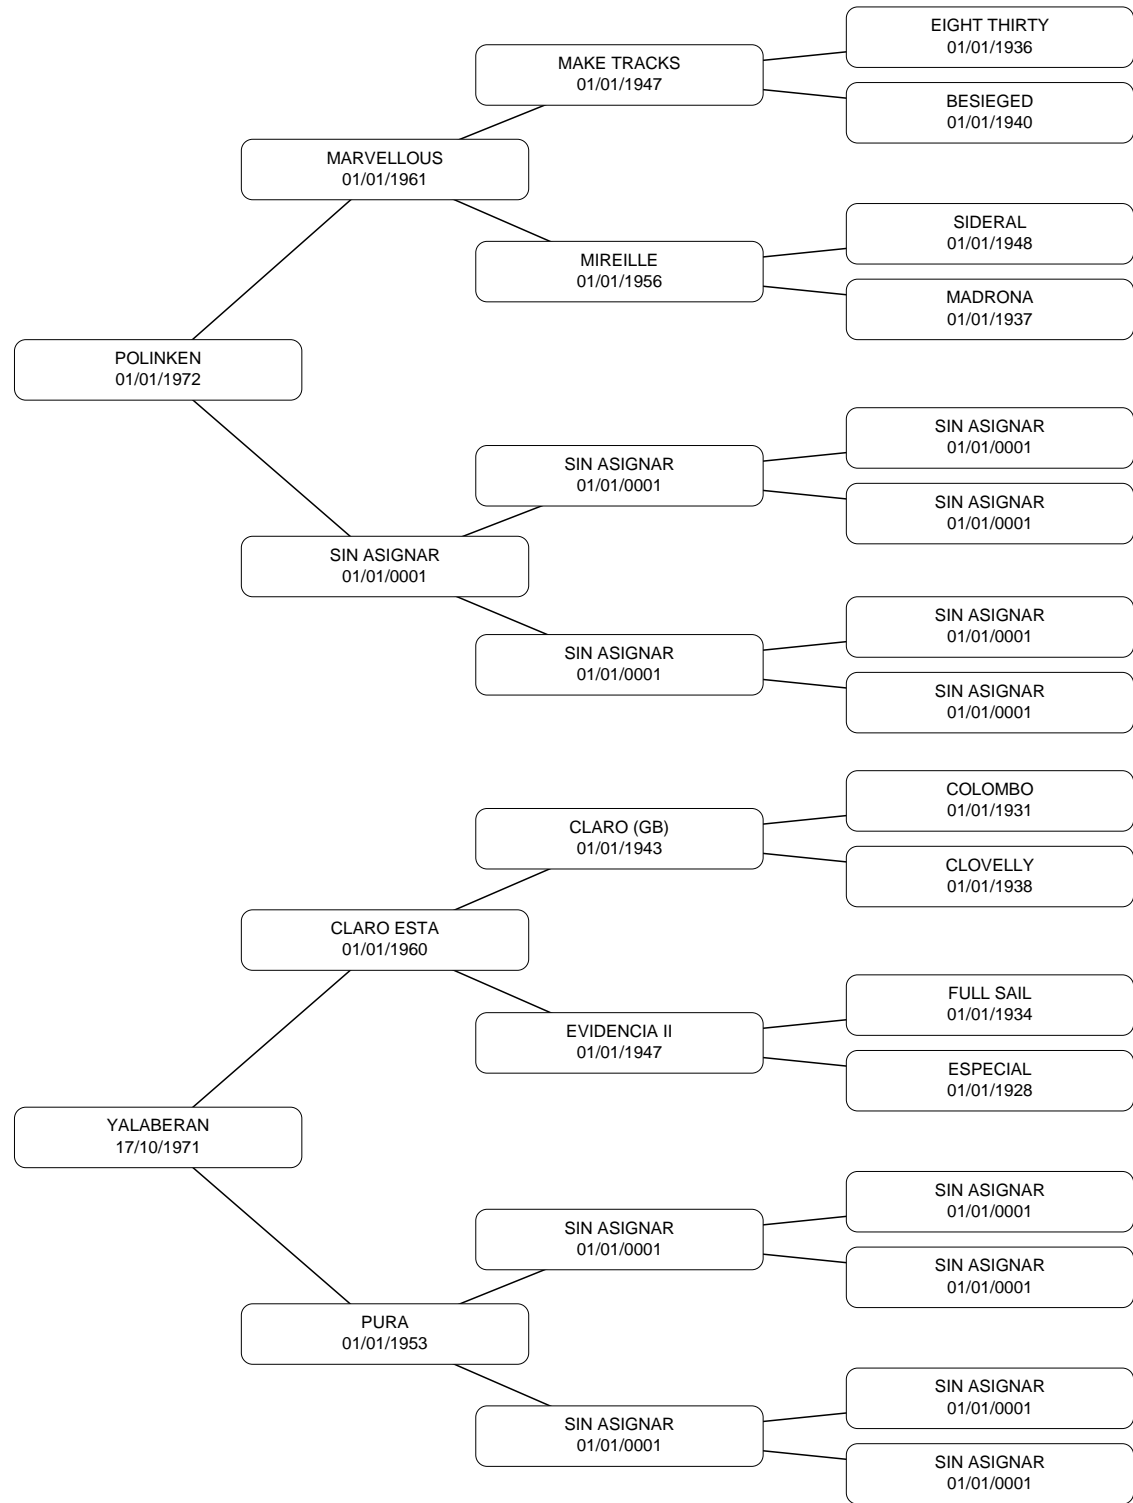 EIGHT THIRTY
01/01/1936
MAKE TRACKS
01/01/1947
BESIEGED
01/01/1940
MARVELLOUS
01/01/1961
SIDERAL
01/01/1948
MIREILLE
01/01/1956
MADRONA
01/01/1937
POLINKEN
01/01/1972
SIN ASIGNAR
01/01/0001
SIN ASIGNAR
01/01/0001
SIN ASIGNAR
01/01/0001
SIN ASIGNAR
01/01/0001
SIN ASIGNAR
01/01/0001
SIN ASIGNAR
01/01/0001
SIN ASIGNAR
01/01/0001
COLOMBO
01/01/1931
CLARO (GB)
01/01/1943
CLOVELLY
01/01/1938
CLARO ESTA
01/01/1960
FULL SAIL
01/01/1934
EVIDENCIA II
01/01/1947
ESPECIAL
01/01/1928
YALABERAN
17/10/1971
SIN ASIGNAR
01/01/0001
SIN ASIGNAR
01/01/0001
SIN ASIGNAR
01/01/0001
PURA
01/01/1953
SIN ASIGNAR
01/01/0001
SIN ASIGNAR
01/01/0001
SIN ASIGNAR
01/01/0001